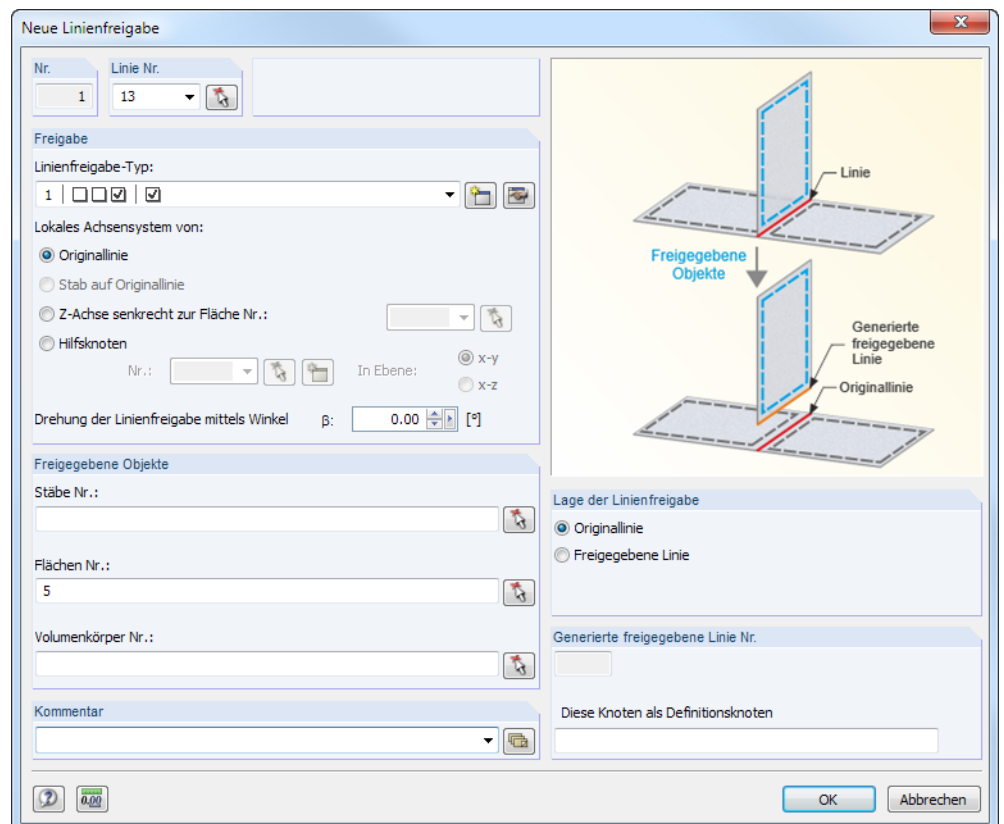 Neue Linienfreigabe
Nr.
Linie Nr.
1
13
Freigabe
Linienfreigabe-Typ:
1
Lokales Achsensystem von:
Originallinie
Stab auf Originallinie
Z-Achse senkrecht zur Fläche Nr.:
Hilfsknoten
Nr.:
In Ebene:
x-y
x-z
Drehung der Linienfreigabe mittels Winkel
β:
0.00
[°]
Freigegebene Objekte
Stäbe Nr.:
Flächen Nr.:
5
Volumenkörper Nr.:
Kommentar
Linie
Freigegebene
Objekte
Generierte
freigegebene
Linie
Originallinie
Lage der Linienfreigabe
Originallinie
Freigegebene Linie
Generierte freigegebene Linie Nr.
Diese Knoten als Definitionsknoten
0.00
OK
Abbrechen